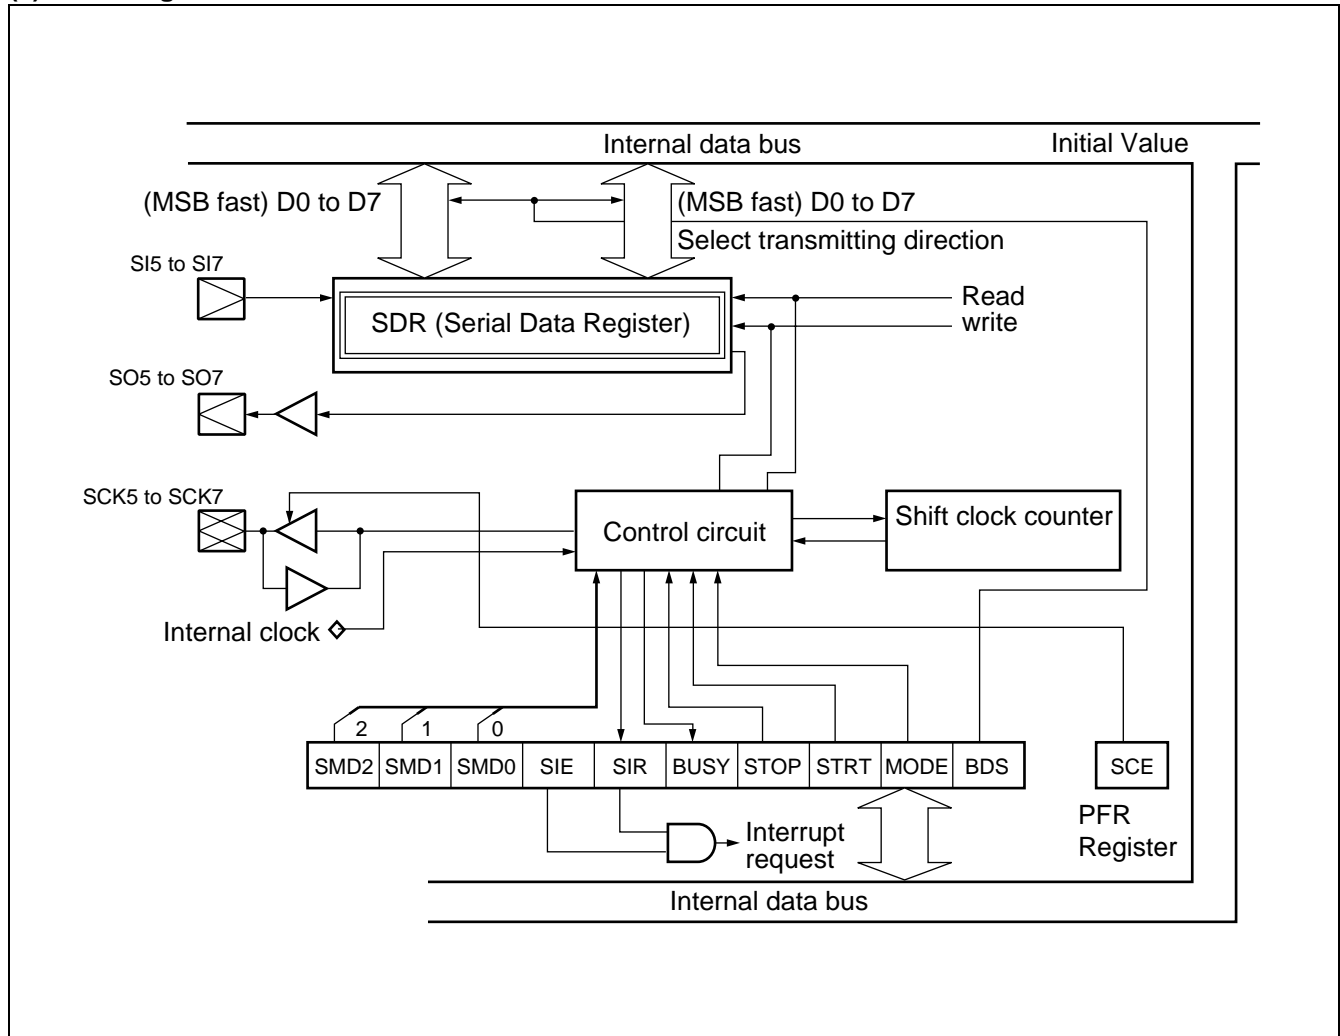 Internal data bus
Initial Value
(MSB fast) D0 to D7
(MSB fast) D0 to D7
Select transmitting direction
SI5 to SI7
Read
write
SDR (Serial Data Register)
SO5 to SO7
SCK5 to SCK7
Control circuit
Shift clock counter
Internal clock
2
1
0
SMD2 SMD1 SMD0 SIE SIR BUSY STOP STRT MODE BDS
SCE
PFR
Register
Interrupt
request
Internal data bus